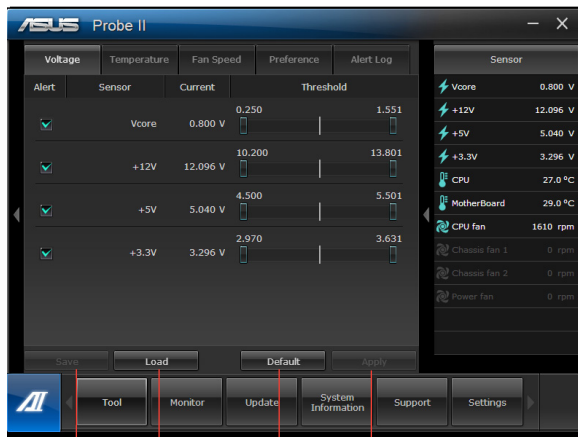 ASUS Probe II
Voltage Temperature Fan Speed Preference Alert Log
Alert Sensor Current Threshold
Vcore 0.800 V 0.250 1.551
+12V 12.096 V 10.200 13.801
+5V 5.040 V 4.500 5.501
+3.3V 3.296 V 2.970 3.631
Save Load Default Apply
Sensor
Vcore 0.800 V
+12V 12.096 V
+5V 5.040 V
+3.3V 3.296 V
CPU 27.0 ºC
MotherBoard 29.0 ºC
CPU fan 1610 rpm
Chassis fan 1 0 rpm
Chassis fan 2 0 rpm
Power fan 0 rpm
AI Tool Monitor Update System Information Support Settings